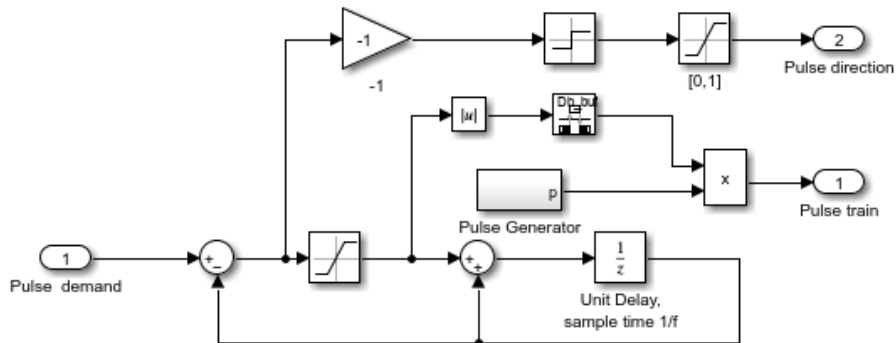 -1
-1
[0,1]
2
Pulse direction
|u|
Db_buf
p
Pulse Generator
x
1
Pulse train
1
Pulse demand
+
−
+
+
1
z
Unit Delay,
sample time 1/f